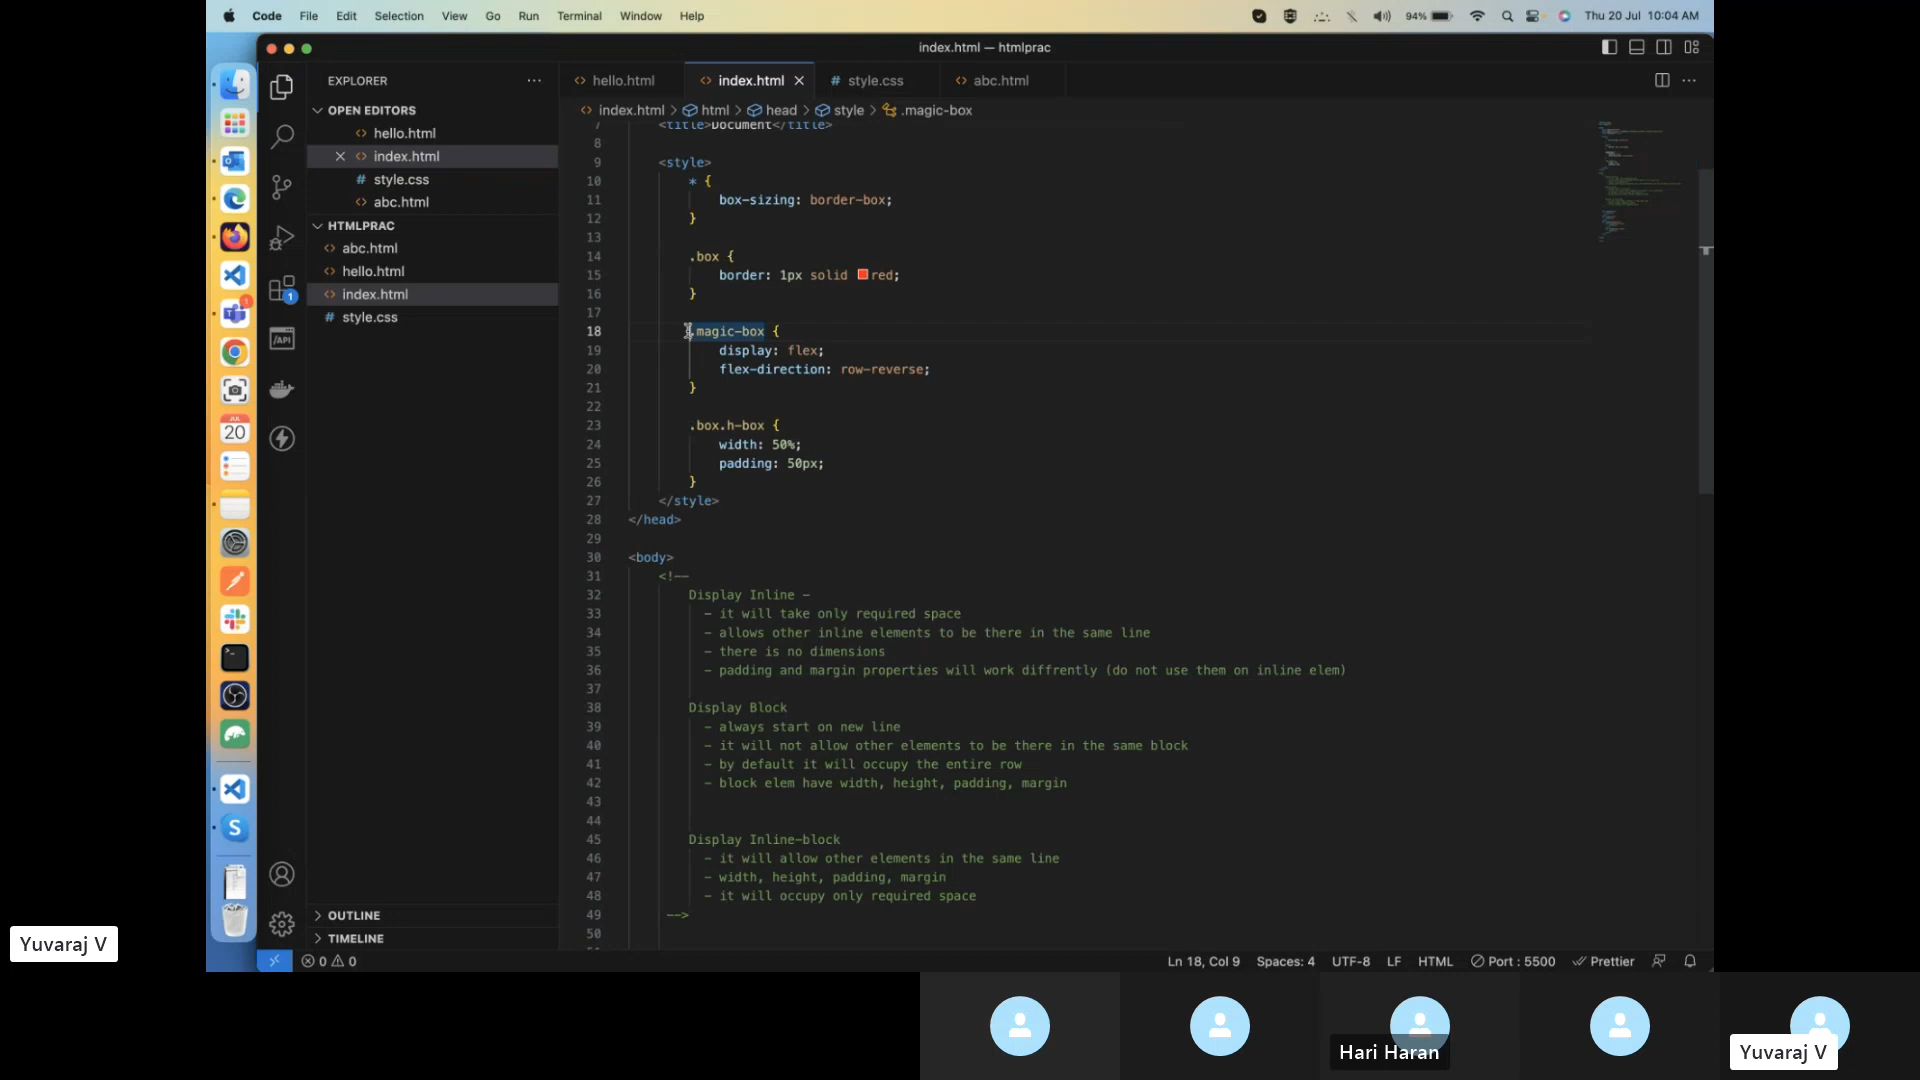 Code File Edit Selection View Go Run Terminal Window Help 94% Thu 20 Jul 10:04 AM
index.html — htmlprac
EXPLORER
OPEN EDITORS
hello.html
index.html
style.css
abc.html
HTMLPRAC
abc.html
hello.html
index.html
style.css
OUTLINE
TIMELINE
1
1
/API
JUL
20
S
hello.html index.html style.css abc.html
index.html > html > head > style > .magic-box
7 <title>Document</title>
8
9 <style>
10 * {
11 box-sizing: border-box;
12 }
13
14 .box {
15 border: 1px solid red;
16 }
17
18 .magic-box {
19 display: flex;
20 flex-direction: row-reverse;
21 }
22
23 .box.h-box {
24 width: 50%;
25 padding: 50px;
26 }
27 </style>
28 </head>
29
30 <body>
31 <!--
32 Display Inline -
33 - it will take only required space
34 - allows other inline elements to be there in the same line
35 - there is no dimensions
36 - padding and margin properties will work diffrently (do not use them on inline elem)
37
38 Display Block
39 - always start on new line
40 - it will not allow other elements to be there in the same block
41 - by default it will occupy the entire row
42 - block elem have width, height, padding, margin
43
44
45 Display Inline-block
46 - it will allow other elements in the same line
47 - width, height, padding, margin
48 - it will occupy only required space
49 -->
50
0 0 Ln 18, Col 9 Spaces: 4 UTF-8 LF HTML Port : 5500 Prettier
Yuvaraj V
Hari Haran
Yuvaraj V